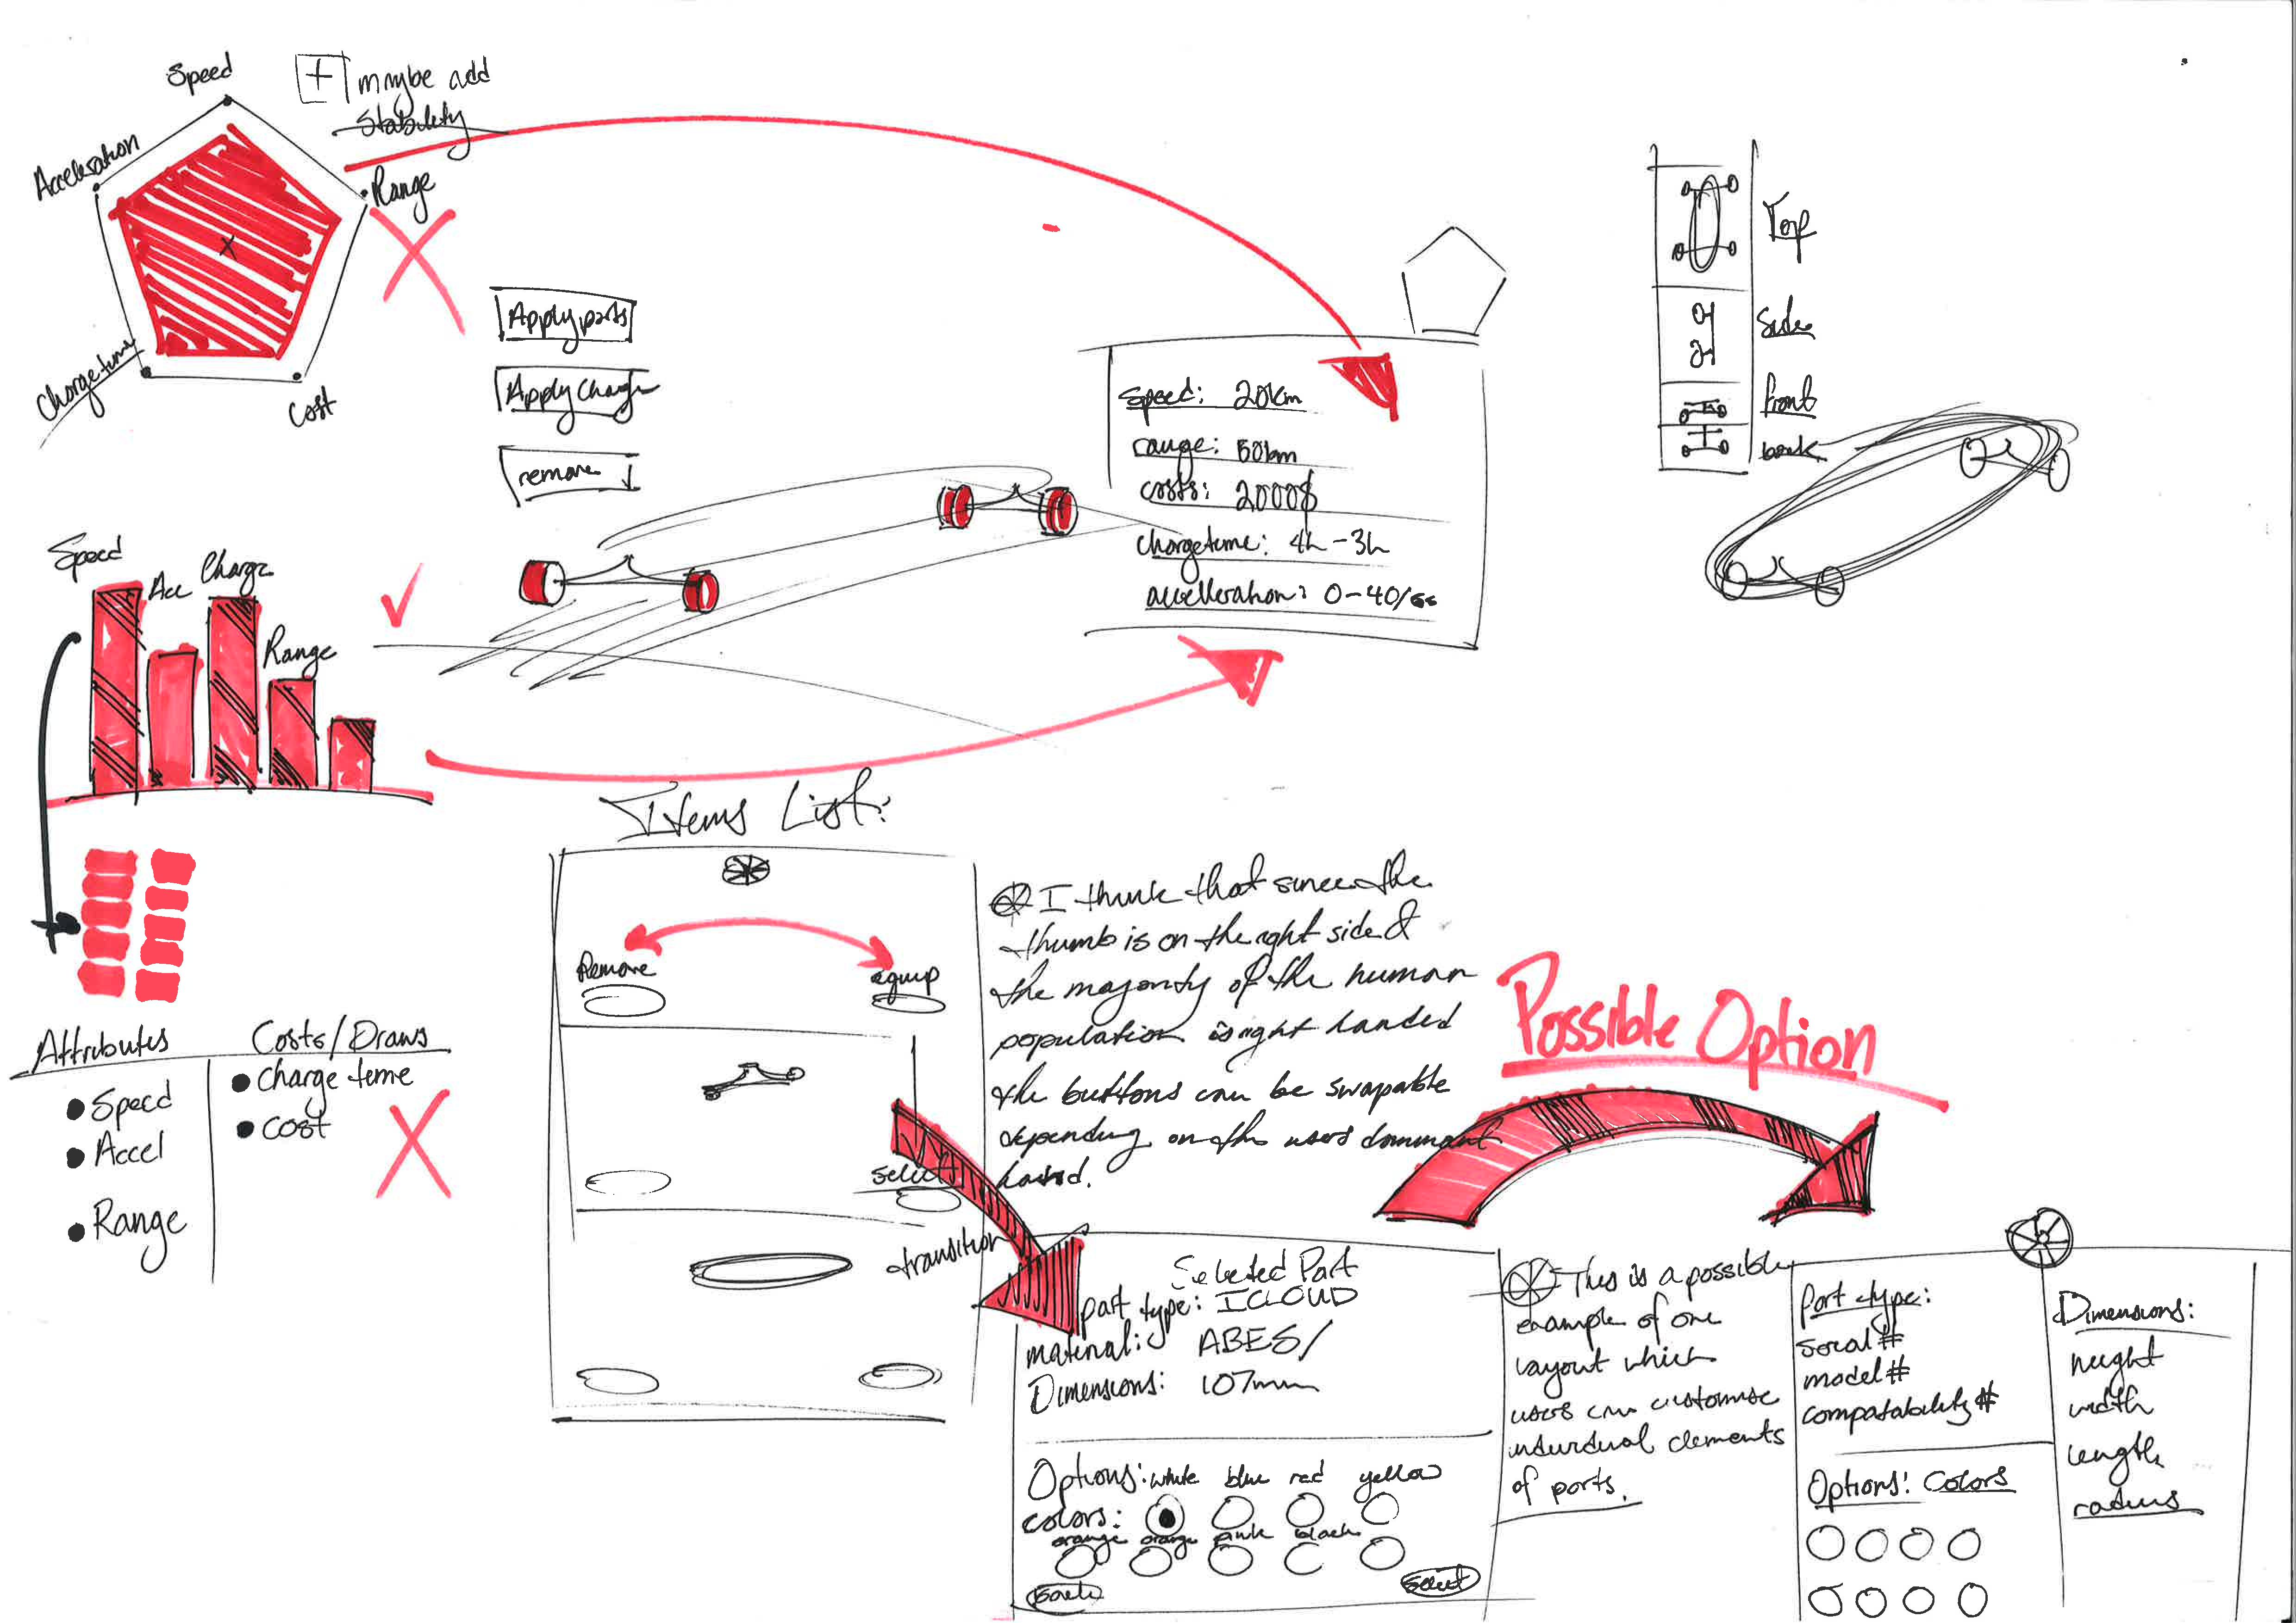 Speed
+ maybe add
stability
Acceleration
Range
Chargetime
Cost
Apply parts
Apply Charge
remove ↓
Speed: 20km
range: 50km
costs: 2000$
chargetime: 4h-3h
accelleration: 0-40/6s
Top
Side
front
back
Speed
Acc
Charge
Range
Attributes
• Speed
• Accel
• Range
Costs/Draws
• Charge time
• Cost
Items List:
Remove
equip
select
transition
I think that since the
thumb is on the right side &
the majority of the human
population is right handed
the buttons can be swapable
depending on the users dominant
hand.
Possible Option
Selected Part
part type: ICLOUD
material: ABES/
Dimensions: 107mm
Options: white blue red yellow
colors:
orange orange pink black
back
select
This is a possible
example of one
layout which
users can customise
individual elements
of ports.
Part type:
serial #
model #
compatability #
Options: Colors
Dimensions:
height
width
length
radius